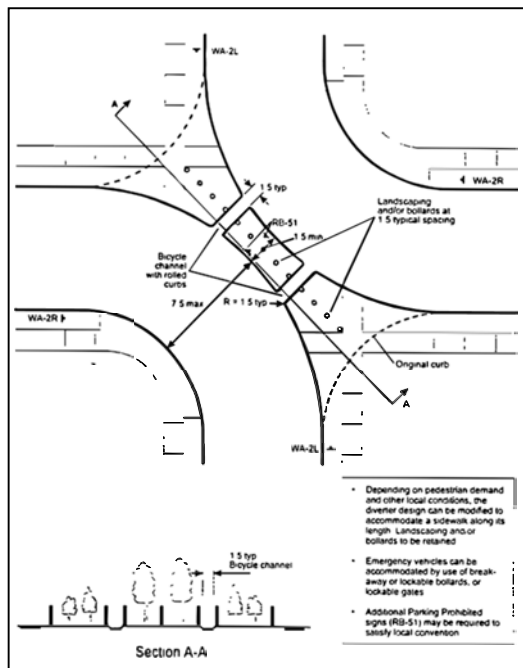 WA-2L
A
WA-2R
1 5 typ
RB-51
Landscaping
and/or bollards at
1 5 typical spacing
1 5 min
Bicycle
channel
with rolled
curbs
7 5 max
R = 1 5 typ
WA-2R
Original curb
A
WA-2L
• Depending on pedestrian demand
and other local conditions, the
diverter design can be modified to
accommodate a sidewalk along its
length Landscaping and/or
bollards to be retained
• Emergency vehicles can be
accommodated by use of break-
away or lockable bollards, or
lockable gates
• Additional Parking Prohibited
signs (RB-51) may be required to
satisfy local convention
1 5 typ
Bicycle channel
Section A-A